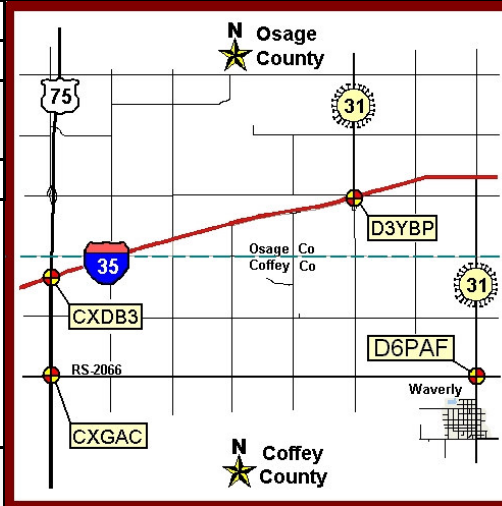 N
Osage
County
75
31
D3YBP
Osage Co
Coffey Co
35
31
CXDB3
D6PAF
RS-2066
Waverly
CXGAC
N
Coffey
County